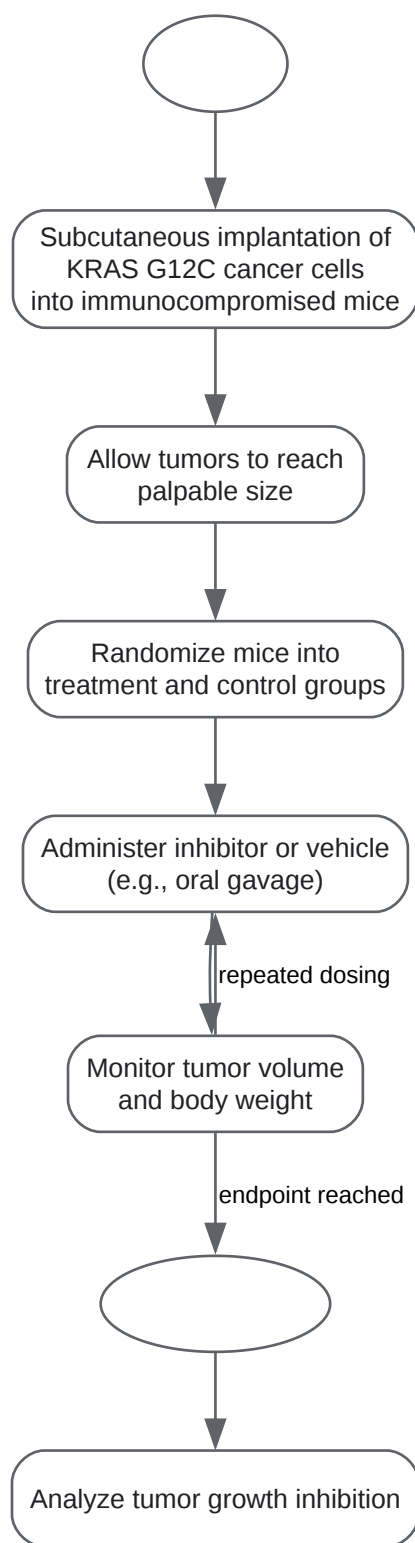 Subcutaneous implantation of
KRAS G12C cancer cells
into immunocompromised mice
Allow tumors to reach
palpable size
Randomize mice into
treatment and control groups
Administer inhibitor or vehicle
(e.g., oral gavage)
repeated dosing
Monitor tumor volume
and body weight
endpoint reached
Analyze tumor growth inhibition